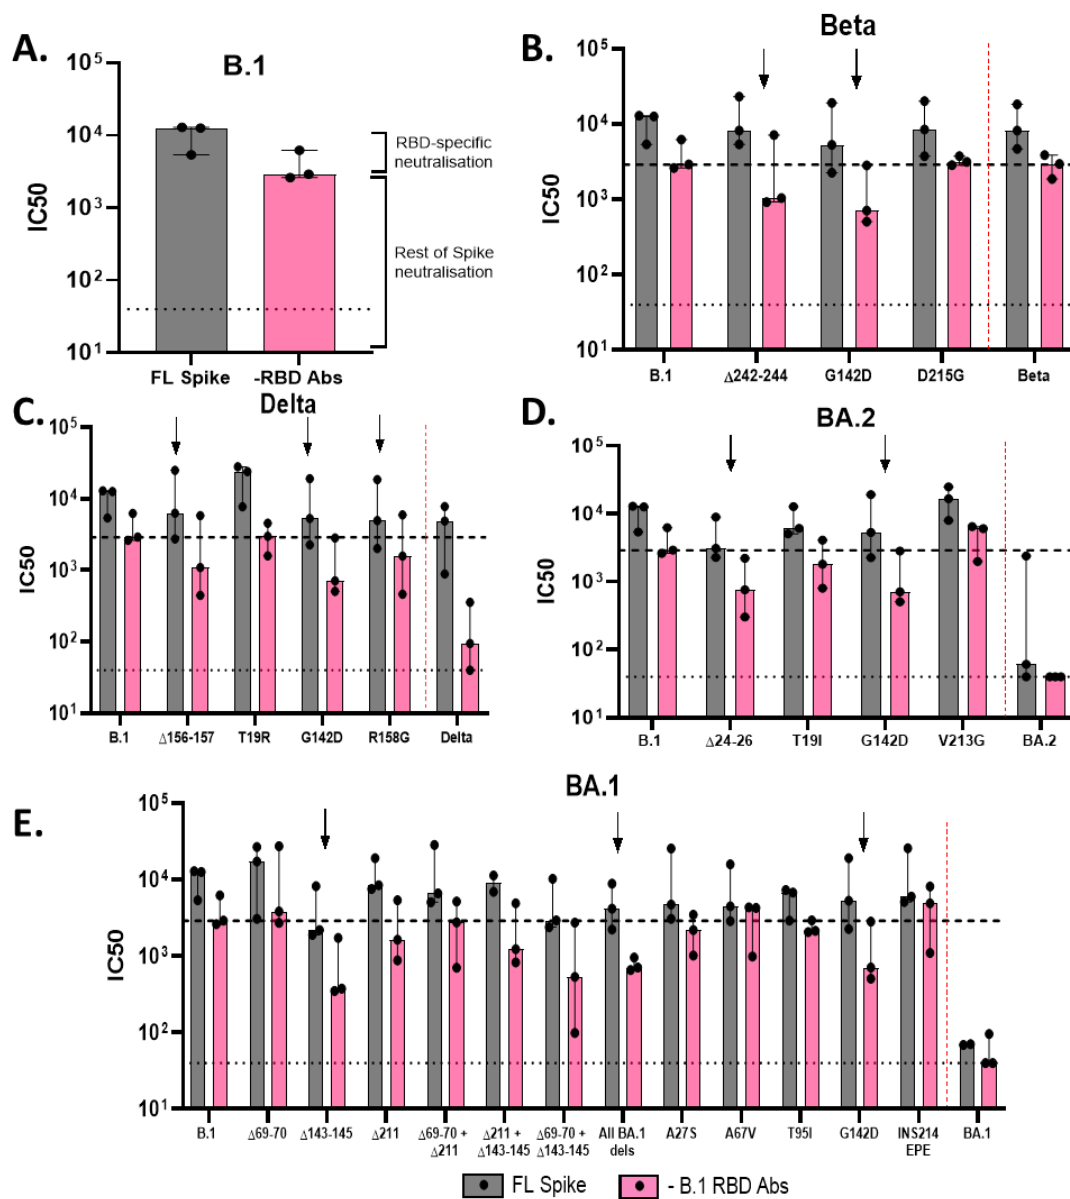 A.
B.1
10⁵
10⁴
10³
10²
10¹
IC50
RBD-specific
neutralisation
Rest of Spike
neutralisation
FL Spike
-RBD Abs
B.
Beta
10⁵
10⁴
10³
10²
10¹
IC50
B.1
Δ242-244
G142D
D215G
Beta
C.
Delta
10⁵
10⁴
10³
10²
10¹
IC50
B.1
Δ156-157
T19R
G142D
R158G
Delta
D.
BA.2
10⁵
10⁴
10³
10²
10¹
IC50
B.1
Δ24-26
T19I
G142D
V213G
BA.2
E.
BA.1
10⁵
10⁴
10³
10²
10¹
IC50
B.1
Δ69-70
Δ143-145
Δ211
Δ69-70 +
Δ211
Δ211 +
Δ143-145
Δ69-70 +
Δ143-145
All BA.1
dels
A27S
A67V
T95I
G142D
INS214
EPE
BA.1
FL Spike
- B.1 RBD Abs